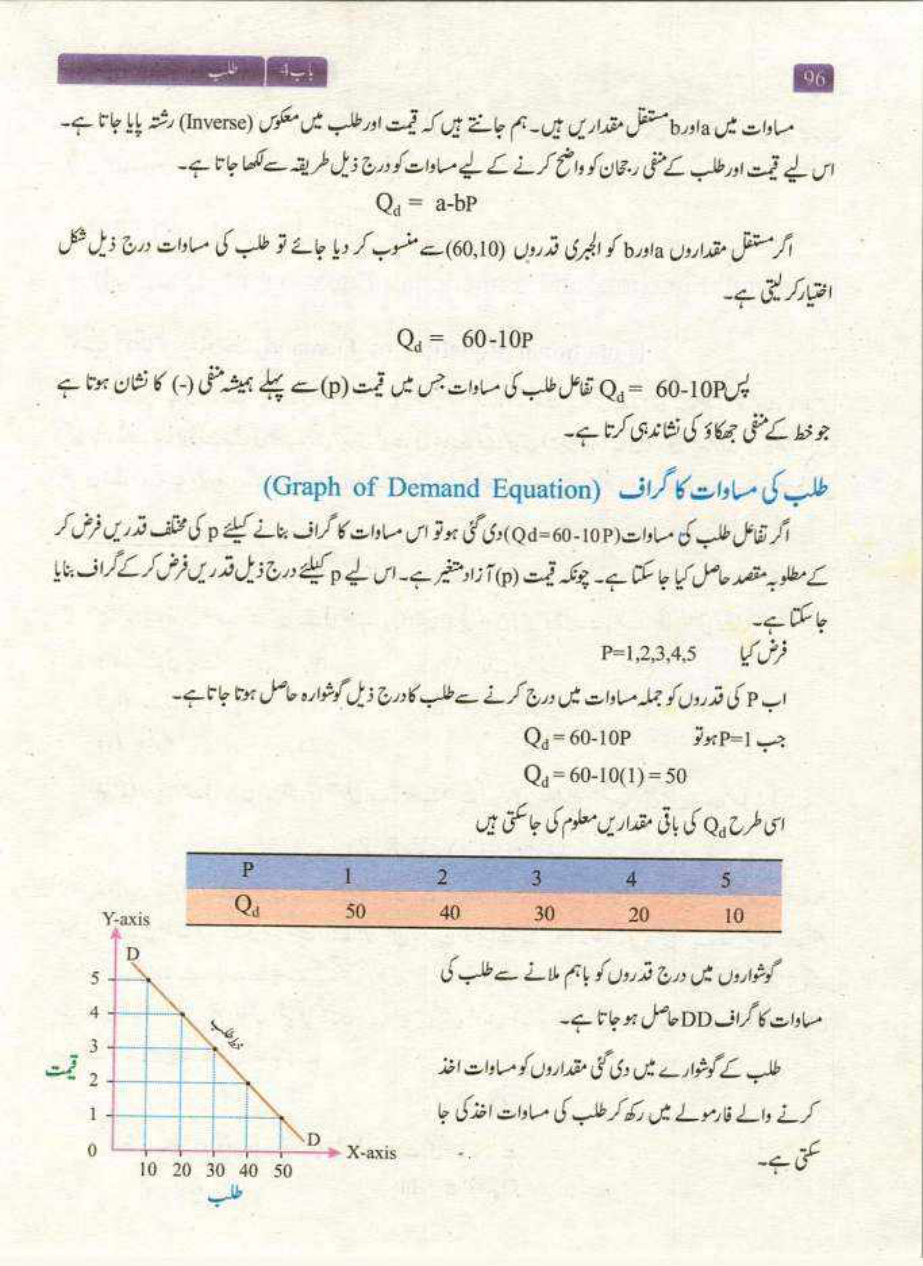 96
باب 4 طلب
مساوات میں a اور b مستقل مقداریں ہیں۔ ہم جانتے ہیں کہ قیمت اور طلب میں معکوس (Inverse) رشتہ پایا جاتا ہے۔
اس لیے قیمت اور طلب کے منفی رجحان کو واضح کرنے کے لیے مساوات کو درج ذیل طریقہ سے لکھا جاتا ہے۔
Qd = a-bP
اگر مستقل مقداروں a اور b کو الجبری قدروں (60,10) سے منسوب کر دیا جائے تو طلب کی مساوات درج ذیل شکل
اختیار کر لیتی ہے۔
Qd = 60-10P
پس Qd = 60-10P تفاعل طلب کی مساوات جس میں قیمت (p) سے پہلے ہمیشہ منفی (-) کا نشان ہوتا ہے
جو خط کے منفی جھکاؤ کی نشاندہی کرتا ہے۔
طلب کی مساوات کا گراف (Graph of Demand Equation)
اگر تفاعل طلب کی مساوات (Qd=60-10P) دی گئی ہو تو اس مساوات کا گراف بنانے کیلئے p کی مختلف قدریں فرض کر
کے مطلوبہ مقصد حاصل کیا جا سکتا ہے۔ چونکہ قیمت (p) آزاد متغیر ہے۔ اس لیے p کیلئے درج ذیل قدریں فرض کر کے گراف بنایا
جا سکتا ہے۔
فرض کیا P=1,2,3,4,5
اب P کی قدروں کو جملہ مساوات میں درج کرنے سے طلب کا درج ذیل گوشوارہ حاصل ہوتا جاتا ہے۔
جب P=1 ہو تو Qd = 60-10P
Qd = 60-10(1) = 50
اسی طرح Qd کی باقی مقداریں معلوم کی جا سکتی ہیں
P 1 2 3 4 5
Qd 50 40 30 20 10
گوشواروں میں درج قدروں کو باہم ملانے سے طلب کی
مساوات کا گراف DD حاصل ہو جاتا ہے۔
طلب کے گوشوارے میں دی گئی مقداروں کو مساوات اخذ
کرنے والے فارمولے میں رکھ کر طلب کی مساوات اخذ کی جا
سکتی ہے۔
Y-axis
D
5
4
خط طلب
3
قیمت
2
1
D
0
X-axis
10 20 30 40 50
طلب